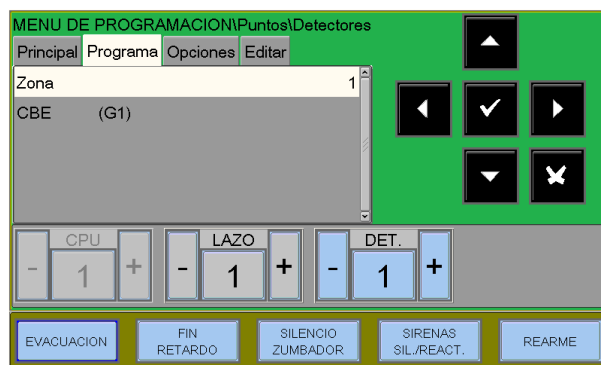 MENU DE PROGRAMACION\Puntos\Detectores
Principal Programa Opciones Editar
Zona 1
CBE (G1)
CPU LAZO DET.
- 1 + - 1 + - 1 +
EVACUACION FIN RETARDO SILENCIO ZUMBADOR SIRENAS SIL./REACT. REARME